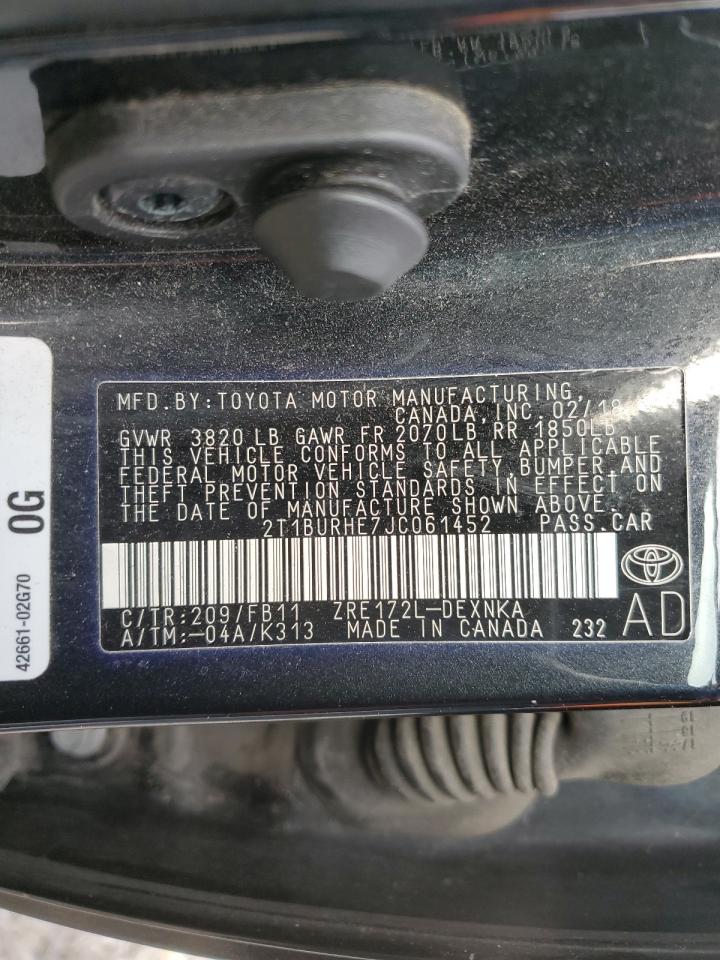 MFD.BY:TOYOTA MOTOR MANUFACTURING,
CANADA, INC. 02/18
GVWR 3820 LB GAWR FR 2070LB RR 1850LB
THIS VEHICLE CONFORMS TO ALL APPLICABLE
FEDERAL MOTOR VEHICLE SAFETY,BUMPER,AND
THEFT PREVENTION STANDARDS IN EFFECT ON
THE DATE OF MANUFACTURE SHOWN ABOVE.
2T1BURHE7JC061452 PASS.CAR
C/TR:209/FB11 ZRE172L-DEXNKA
A/TM:-04A/K313 MADE IN CANADA 232 AD
0G
42661-02G70